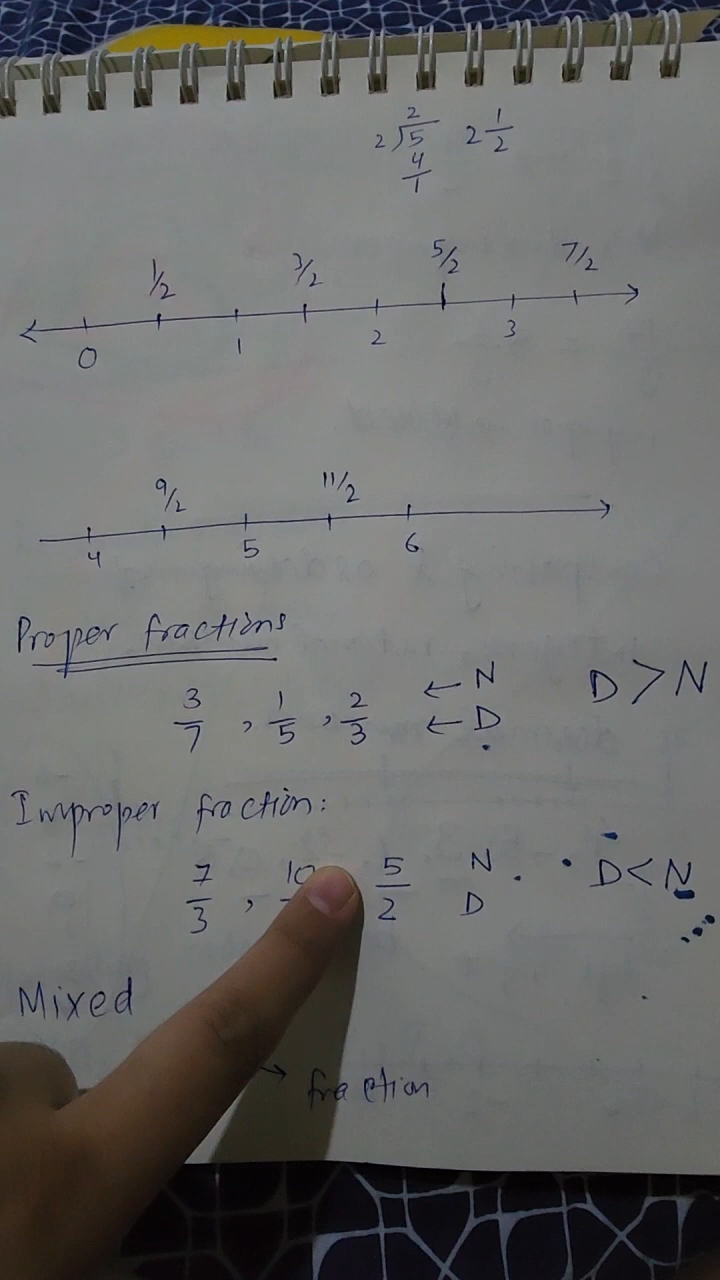 2
2)5 2 1/2
4
1
1/2 3/2 5/2 7/2
0 1 2 3
9/2 11/2
4 5 6
Proper fractions
3/7 , 1/5 , 2/3 ← N ← D D > N
Improper fraction:
7/3 , 10 5/2 N D D < N
Mixed
→ fraction